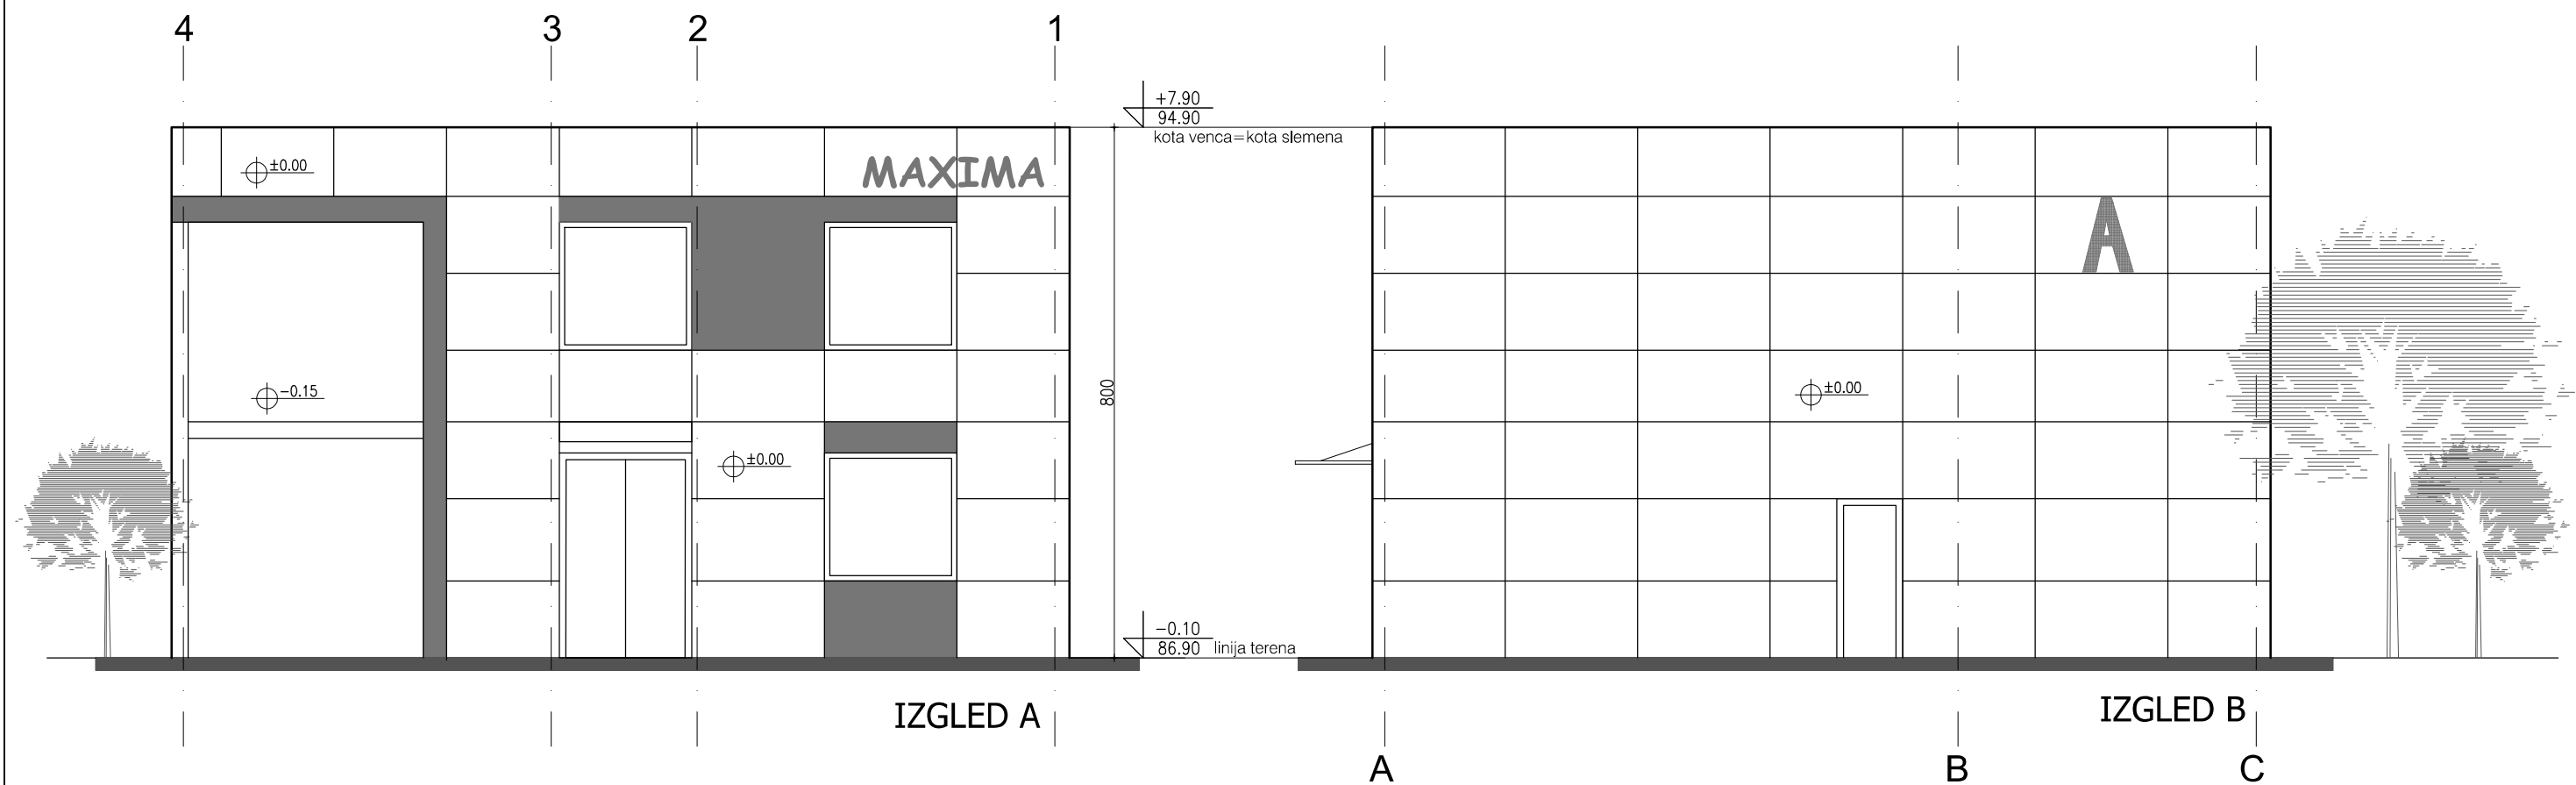 4 3 2 1
+7.90
94.90
kota venca=kota slemena
±0.00
MAXIMA
A
-0.15
800
±0.00
±0.00
-0.10
86.90 linija terena
IZGLED A
IZGLED B
A B C